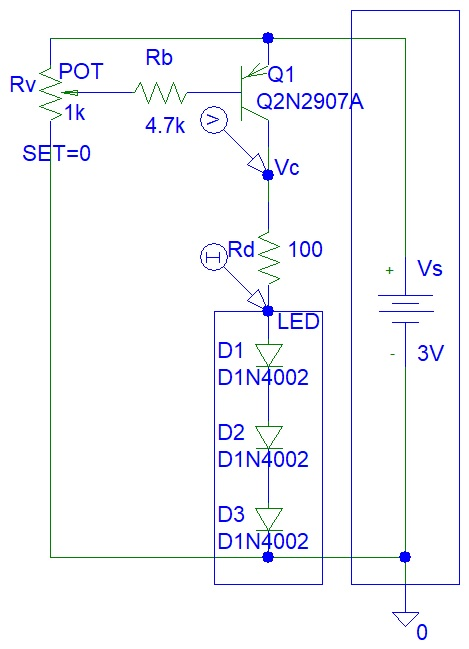 Rb
POT
Rv
Q1
1k
Q2N2907A
4.7k
V
SET=0
Vc
I
Rd
100
+
Vs
LED
D1
-
3V
D1N4002
D2
D1N4002
D3
D1N4002
0